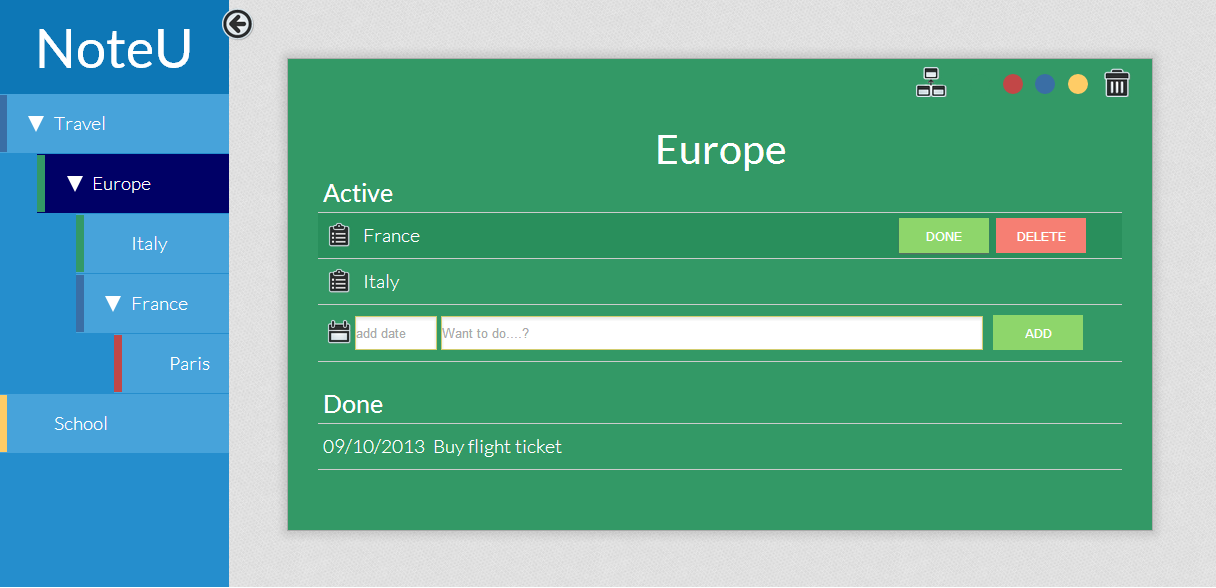 NoteU
Travel
Europe
Italy
France
Paris
School
Europe
Active
France DONE DELETE
Italy
add date Want to do....? ADD
Done
09/10/2013 Buy flight ticket